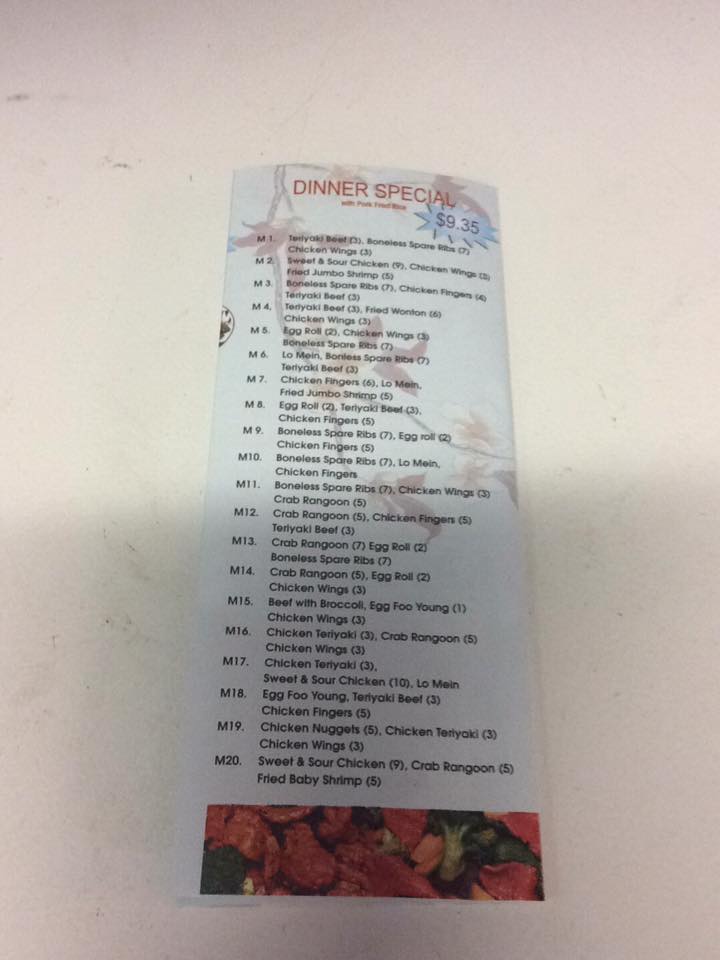 DINNER SPECIAL
with Pork Fried Rice
$9.35
M 1. Teriyaki Beef (3), Boneless Spare Ribs (7)
Chicken Wings (3)
M 2. Sweet & Sour Chicken (9), Chicken Wings (3)
Fried Jumbo Shrimp (5)
M 3. Boneless Spare Ribs (7), Chicken Fingers (4)
Teriyaki Beef (3)
M 4. Teriyaki Beef (3), Fried Wonton (6)
Chicken Wings (3)
M 5. Egg Roll (2), Chicken Wings (3)
Boneless Spare Ribs (7)
M 6. Lo Mein, Bonless Spare Ribs (7)
Teriyaki Beef (3)
M 7. Chicken Fingers (6), Lo Mein,
Fried Jumbo Shrimp (5)
M 8. Egg Roll (2), Teriyaki Beef (3),
Chicken Fingers (5)
M 9. Boneless Spare Ribs (7), Egg roll (2)
Chicken Fingers (5)
M10. Boneless Spare Ribs (7), Lo Mein,
Chicken Fingers
M11. Boneless Spare Ribs (7), Chicken Wings (3)
Crab Rangoon (5)
M12. Crab Rangoon (5), Chicken Fingers (5)
Teriyaki Beef (3)
M13. Crab Rangoon (7) Egg Roll (2)
Boneless Spare Ribs (7)
M14. Crab Rangoon (5), Egg Roll (2)
Chicken Wings (3)
M15. Beef with Broccoli, Egg Foo Young (1)
Chicken Wings (3)
M16. Chicken Teriyaki (3), Crab Rangoon (5)
Chicken Wings (3)
M17. Chicken Teriyaki (3),
Sweet & Sour Chicken (10), Lo Mein
M18. Egg Foo Young, Teriyaki Beef (3)
Chicken Fingers (5)
M19. Chicken Nuggets (5), Chicken Teriyaki (3)
Chicken Wings (3)
M20. Sweet & Sour Chicken (9), Crab Rangoon (5)
Fried Baby Shrimp (5)